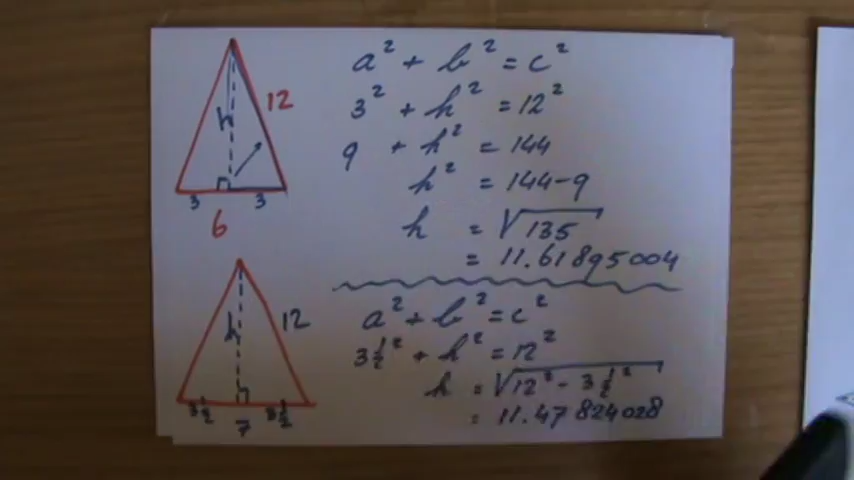 12
h
3 3
6
a² + b² = c²
3² + h² = 12²
9 + h² = 144
h² = 144-9
h = √135
= 11.61895004
12
h
3½ 3½
7
a² + b² = c²
3½² + h² = 12²
h = √12² - 3½²
= 11.47824028